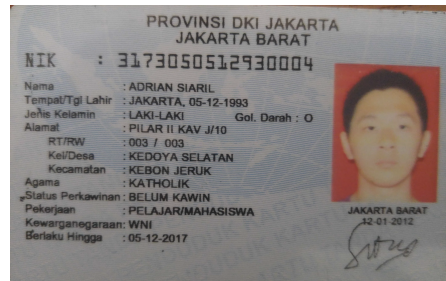 PROVINSI DKI JAKARTA
JAKARTA BARAT
NIK : 3173050512930004
Nama : ADRIAN SIARIL
Tempat/Tgl Lahir : JAKARTA, 05-12-1993
Jenis Kelamin : LAKI-LAKI Gol. Darah : O
Alamat : PILAR II KAV J/10
RT/RW : 003 / 003
Kel/Desa : KEDOYA SELATAN
Kecamatan : KEBON JERUK
Agama : KATHOLIK
Status Perkawinan : BELUM KAWIN
Pekerjaan : PELAJAR/MAHASISWA
Kewarganegaraan : WNI
Berlaku Hingga : 05-12-2017
JAKARTA BARAT
12-01-2012